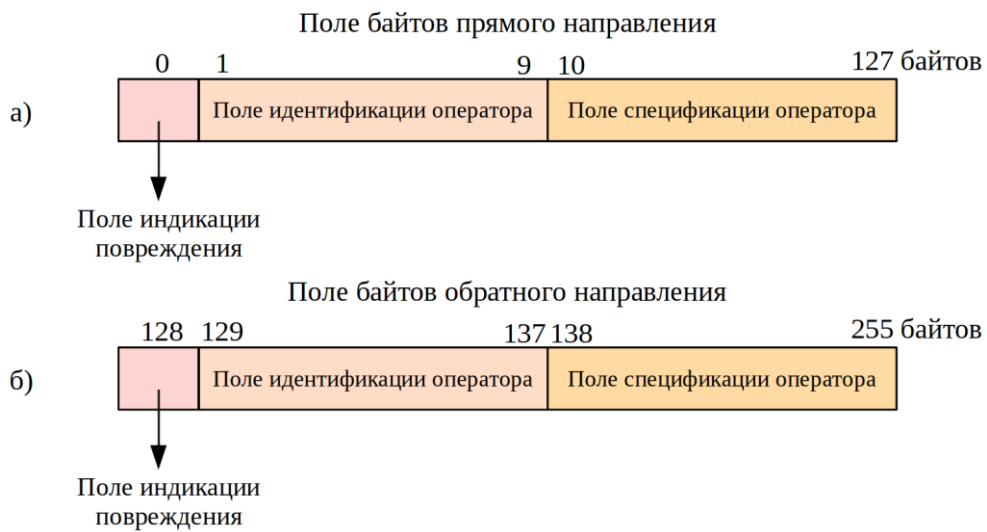 Поле байтов прямого направления
0 1 9 10 127 байтов
а)
Поле идентификации оператора Поле спецификации оператора
Поле индикации
повреждения
Поле байтов обратного направления
128 129 137 138 255 байтов
б)
Поле идентификации оператора Поле спецификации оператора
Поле индикации
повреждения